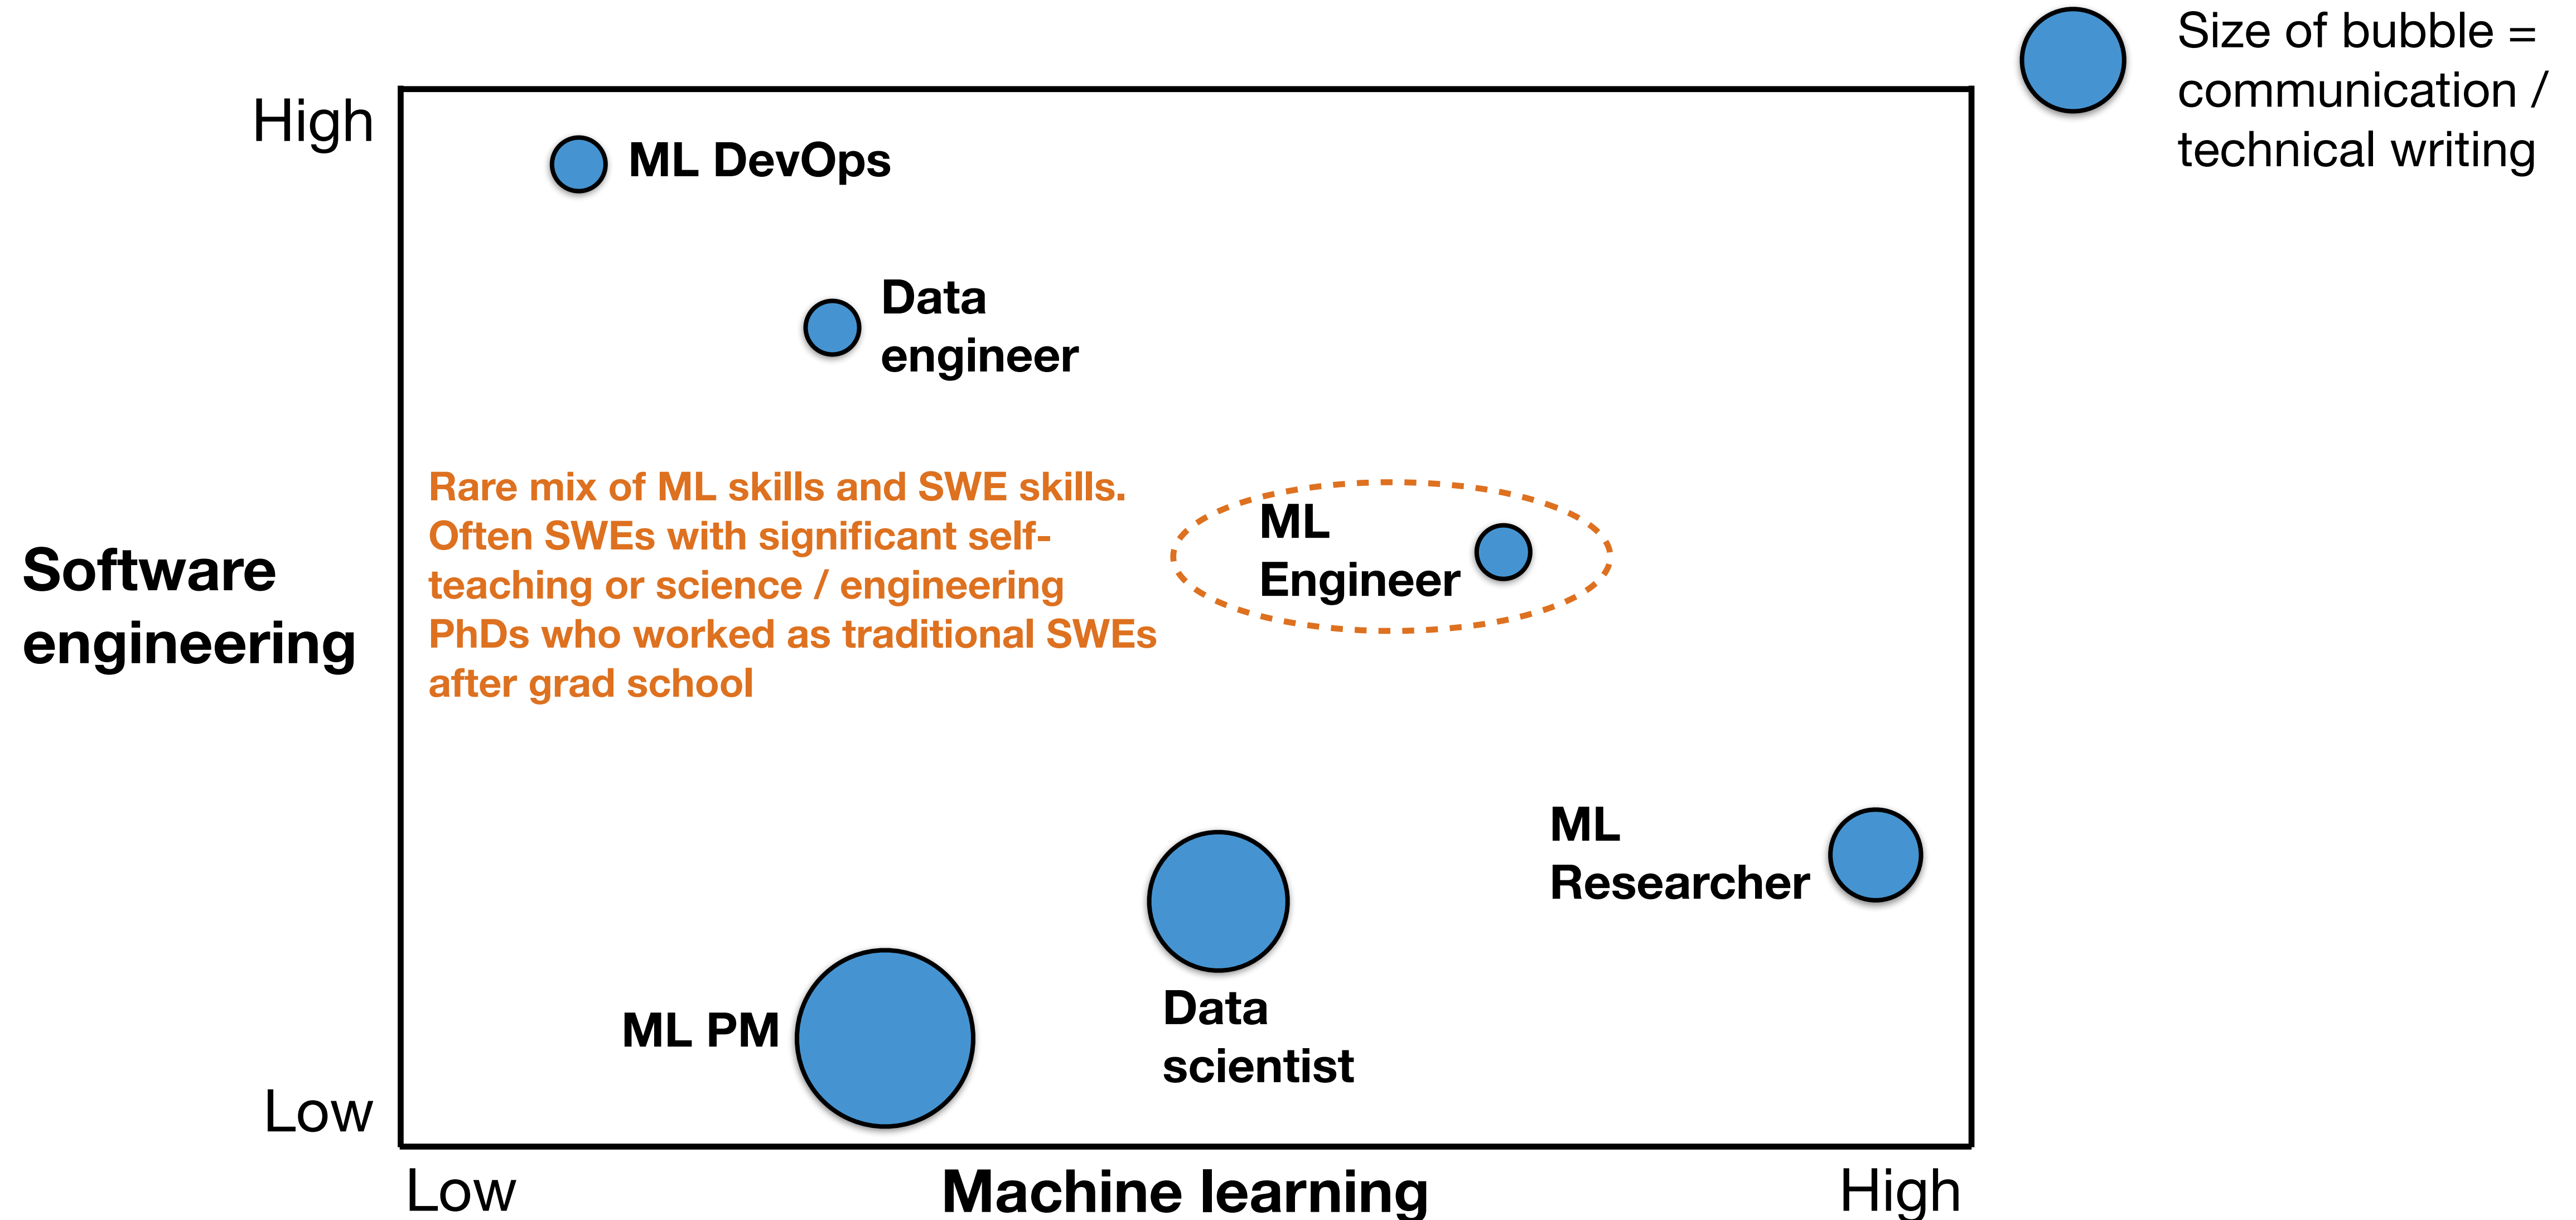 Size of bubble =
communication /
technical writing
High
ML DevOps
Data
engineer
Rare mix of ML skills and SWE skills.
Often SWEs with significant self-
teaching or science / engineering
PhDs who worked as traditional SWEs
after grad school
ML
Engineer
Software
engineering
ML
Researcher
Data
scientist
ML PM
Low
Low
Machine learning
High